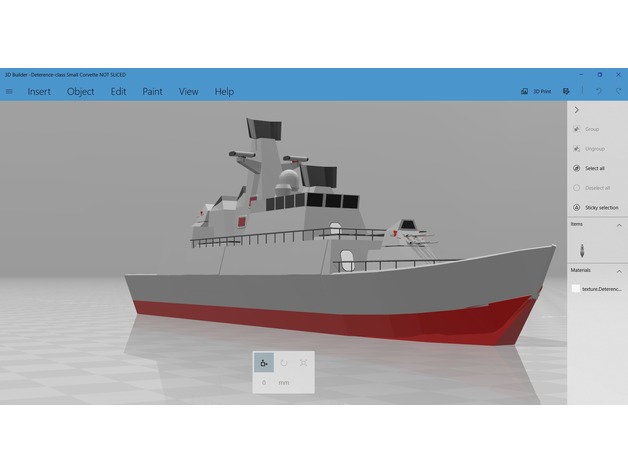 3D Builder - Deterence-class Small Corvette NOT SLICED
Insert Object Edit Paint View Help
3D Print
Group
Ungroup
Select all
Deselect all
Sticky selection
Items
Materials
texture.Deterenc...
0 mm